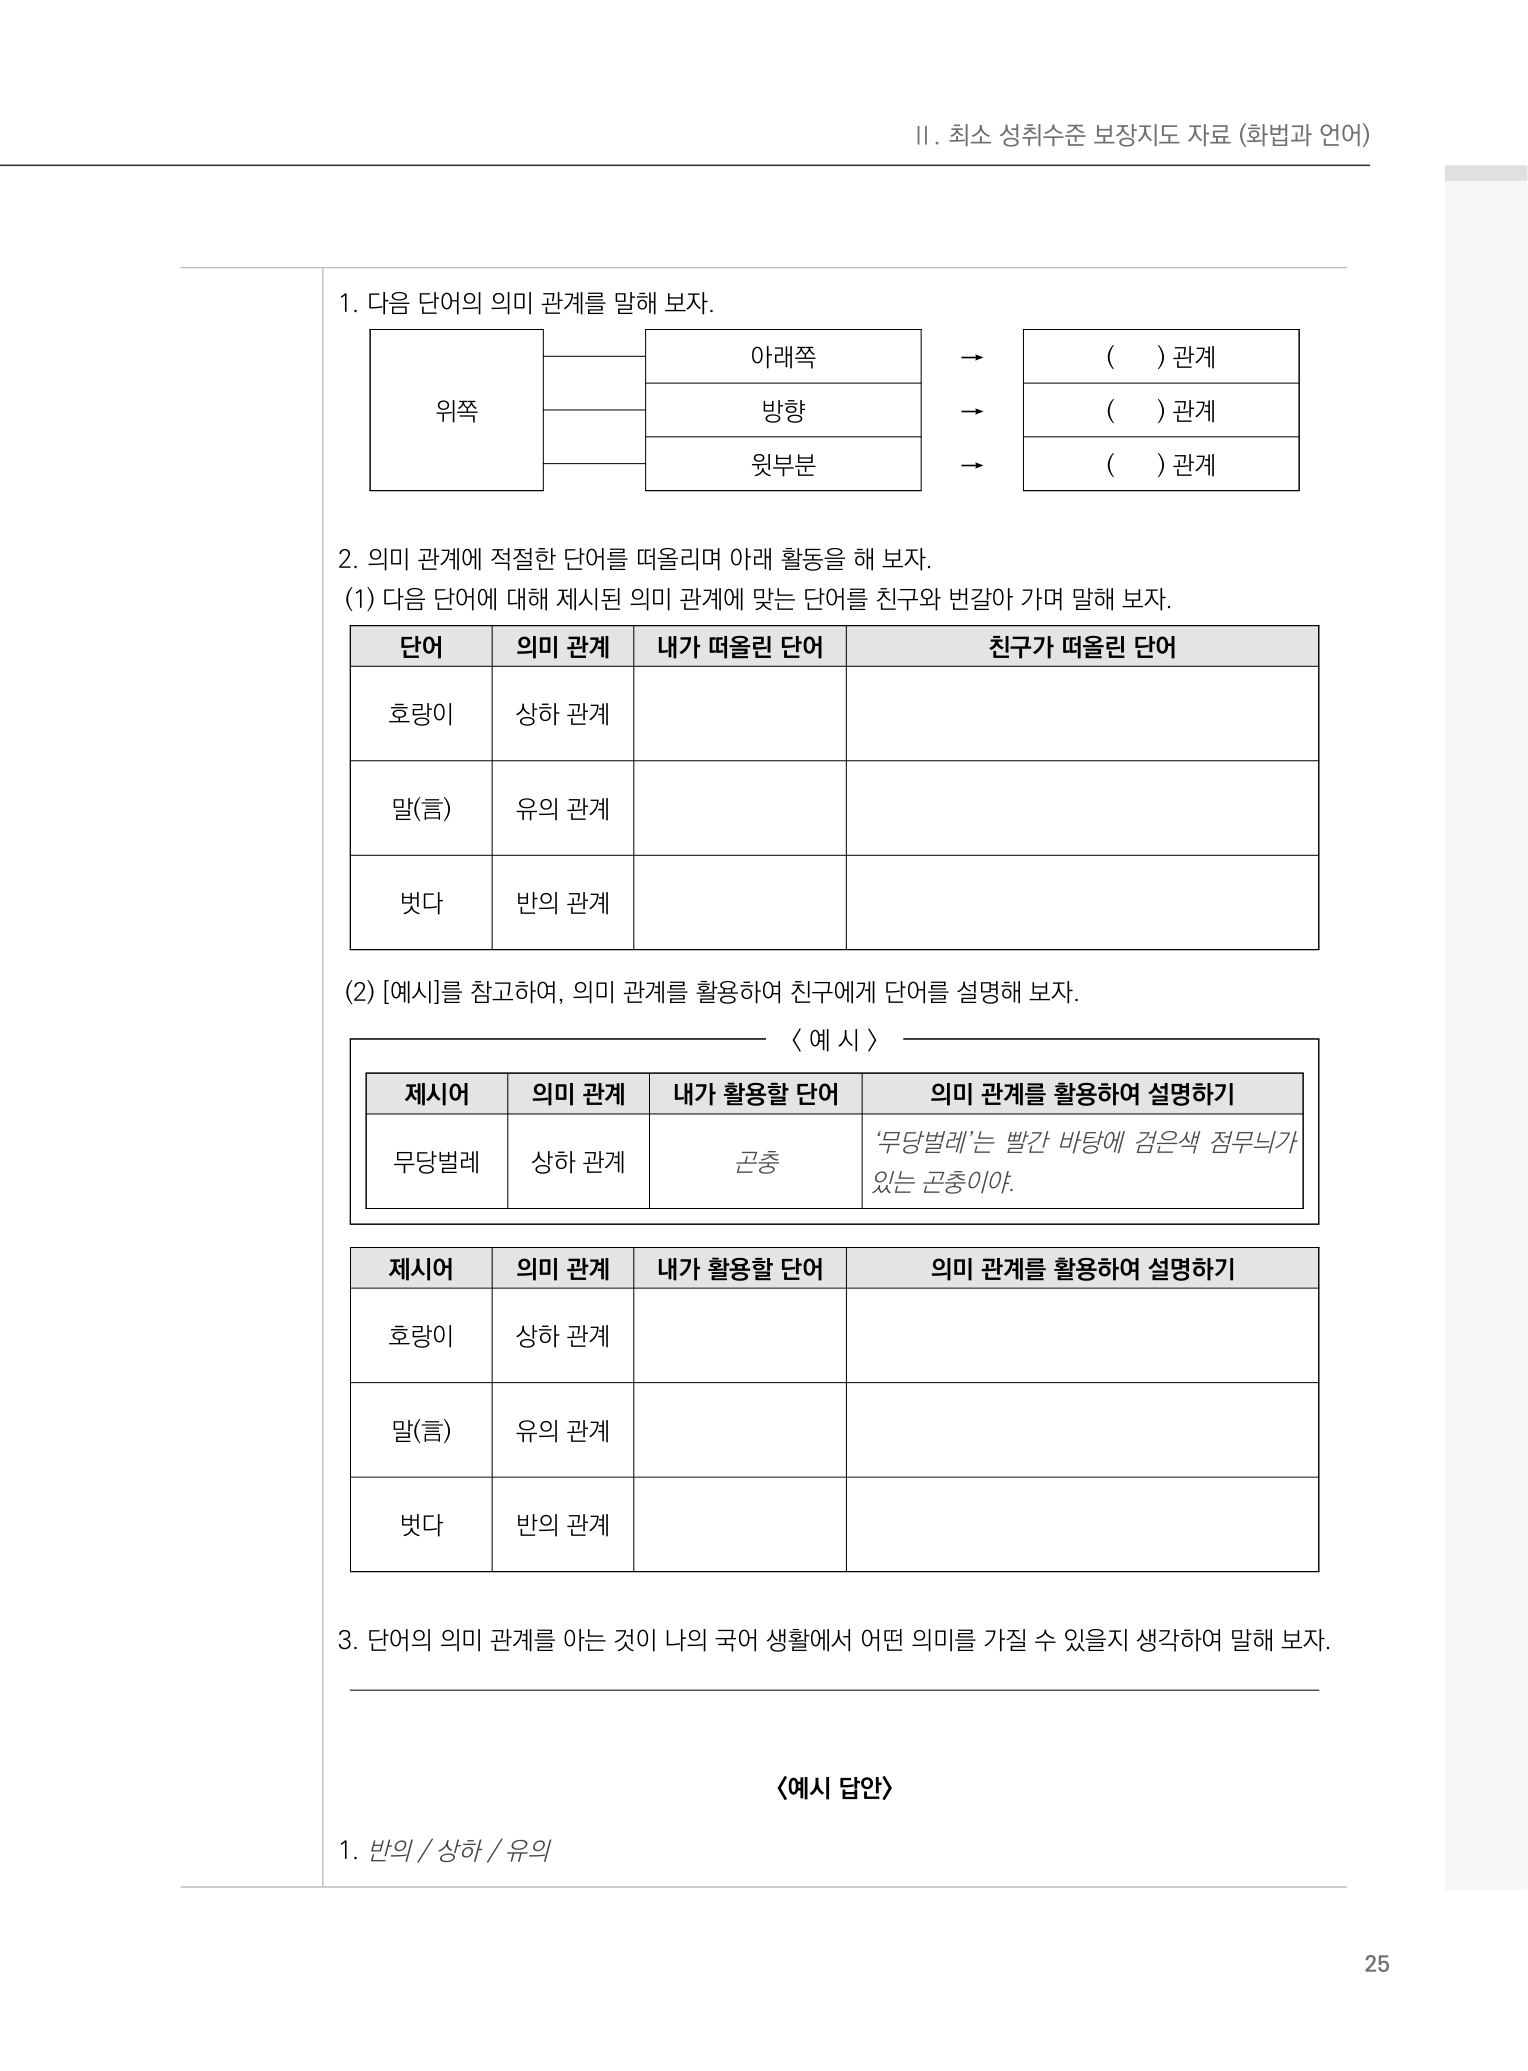 Ⅱ. 최소 성취수준 보장지도 자료 (화법과 언어)
1. 다음 단어의 의미 관계를 말해 보자.
위쪽
아래쪽 → (      ) 관계
방향 → (      ) 관계
윗부분 → (      ) 관계
2. 의미 관계에 적절한 단어를 떠올리며 아래 활동을 해 보자.
(1) 다음 단어에 대해 제시된 의미 관계에 맞는 단어를 친구와 번갈아 가며 말해 보자.
단어 의미 관계 내가 떠올린 단어 친구가 떠올린 단어
호랑이 상하 관계
말(言) 유의 관계
벗다 반의 관계
(2) [예시]를 참고하여, 의미 관계를 활용하여 친구에게 단어를 설명해 보자.
〈 예 시 〉
제시어 의미 관계 내가 활용할 단어 의미 관계를 활용하여 설명하기
무당벌레 상하 관계 곤충 ‘무당벌레’는 빨간 바탕에 검은색 점무늬가
있는 곤충이야.
제시어 의미 관계 내가 활용할 단어 의미 관계를 활용하여 설명하기
호랑이 상하 관계
말(言) 유의 관계
벗다 반의 관계
3. 단어의 의미 관계를 아는 것이 나의 국어 생활에서 어떤 의미를 가질 수 있을지 생각하여 말해 보자.
〈예시 답안〉
1. 반의 / 상하 / 유의
25